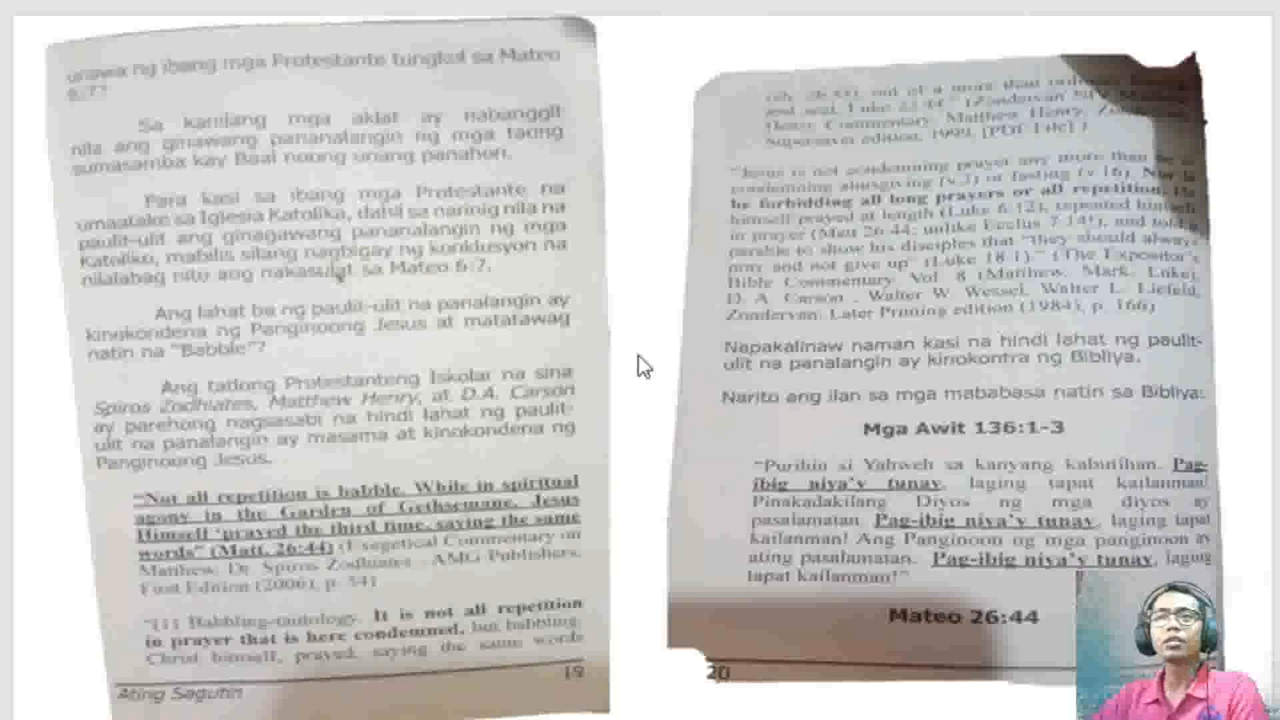 unawa ng ibang mga Protestante tungkol sa Mateo
6:7?
Sa kanilang mga aklat ay nabanggit
nila ang ginawang pananalangin ng mga taong
sumasamba kay Baal noong unang panahon.
Para kasi sa ibang mga Protestante na
umaatake sa Iglesia Katolika, dahil sa narinig nila na
paulit-ulit ang ginagawang pananalangin ng mga
Katoliko, mabilis silang nagbigay ng konklusyon na
nilalabag nito ang nakasulat sa Mateo 6:7.
Ang lahat ba ng paulit-ulit na panalangin ay
kinokondena ng Panginoong Jesus at matatawag
natin na "Babble"?
Ang tatlong Protestanteng Iskolar na sina
Spiros Zodhiates, Matthew Henry, at D.A. Carson
ay parehong nagsasabi na hindi lahat ng paulit-
ulit na panalangin ay masama at kinokondena ng
Panginoong Jesus.
"Not all repetition is babble. While in spiritual
agony in the Garden of Gethsemane, Jesus
Himself 'prayed the third time, saying the same
words" (Matt. 26:44) (Exegetical Commentary on
Matthew, Dr. Spiros Zodhiates, AMG Publishers,
First Edition (2006), p. 54)
"(1) Babbling-tautology. It is not all repetition
in prayer that is here condemned, but babbling.
Christ himself, prayed, saying the same words
19
Ating Sagutin
out of a more than ordinary
Luke 22:44." (Zondervan
Commentary, Matthew Henry,
Supersaver edition, 1999, [PDF File] )
"Jesus is not condemning prayer any more than he is
condemning almsgiving (v.3) or fasting (v.16). Nor is
he forbidding all long prayers or all repetition. He
himself prayed at length (Luke 6:12), repeated himself
in prayer (Matt 26:44; unlike Ecclus 7:14!), and told a
parable to show his disciples that "they should always
pray and not give up" (Luke 18:1)." (The Expositor's
Bible Commentary Vol. 8 (Matthew, Mark, Luke),
D. A. Carson, Walter W. Wessel, Walter L. Liefeld,
Zondervan; Later Printing edition (1984), p. 166)
Napakalinaw naman kasi na hindi lahat ng paulit-
ulit na panalangin ay kinokontra ng Bibliya.
Narito ang ilan sa mga mababasa natin sa Bibliya:
Mga Awit 136:1-3
"Purihin si Yahweh sa kanyang kabutihan. Pag-
ibig niya'y tunay, laging tapat kailanman!
Pinakadakilang Diyos ng mga diyos ay
pasalamatan. Pag-ibig niya'y tunay, laging tapat
kailanman! Ang Panginoon ng mga panginoon ay
ating pasalamatan. Pag-ibig niya'y tunay, laging
tapat kailanman!"
Mateo 26:44
20